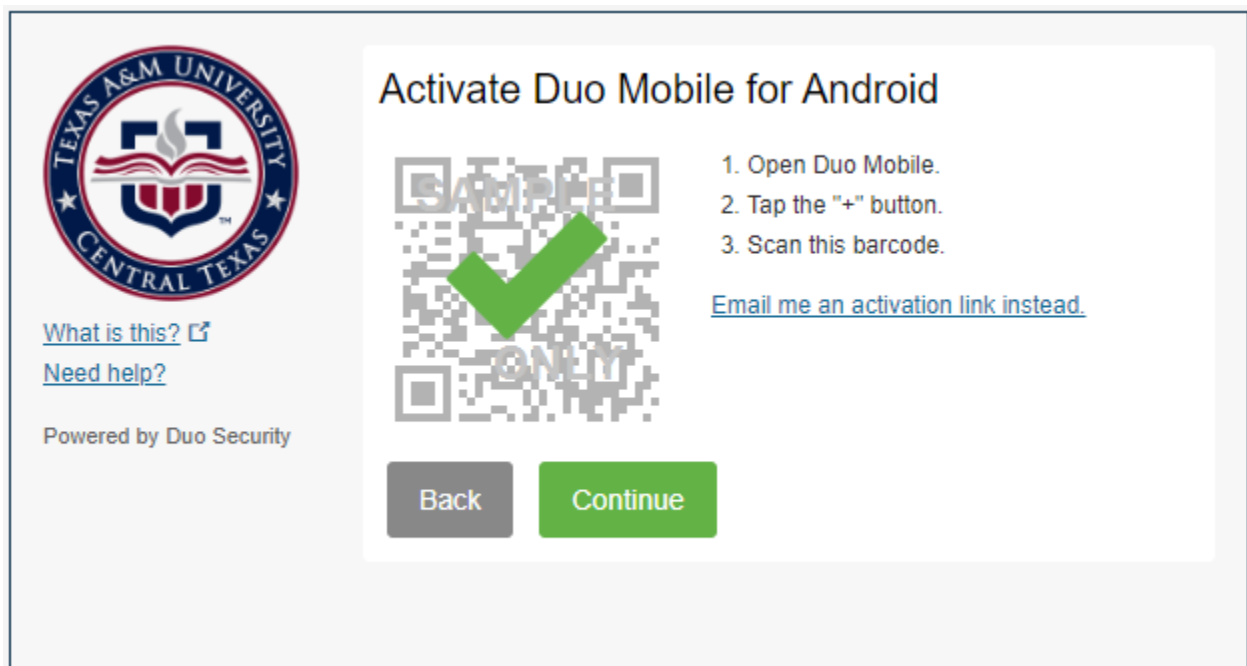 TEXAS A&M UNIVERSITY
CENTRAL TEXAS
TM
What is this?
Need help?
Powered by Duo Security
Activate Duo Mobile for Android
SAMPLE
ONLY
1. Open Duo Mobile.
2. Tap the "+" button.
3. Scan this barcode.
Email me an activation link instead.
Back
Continue